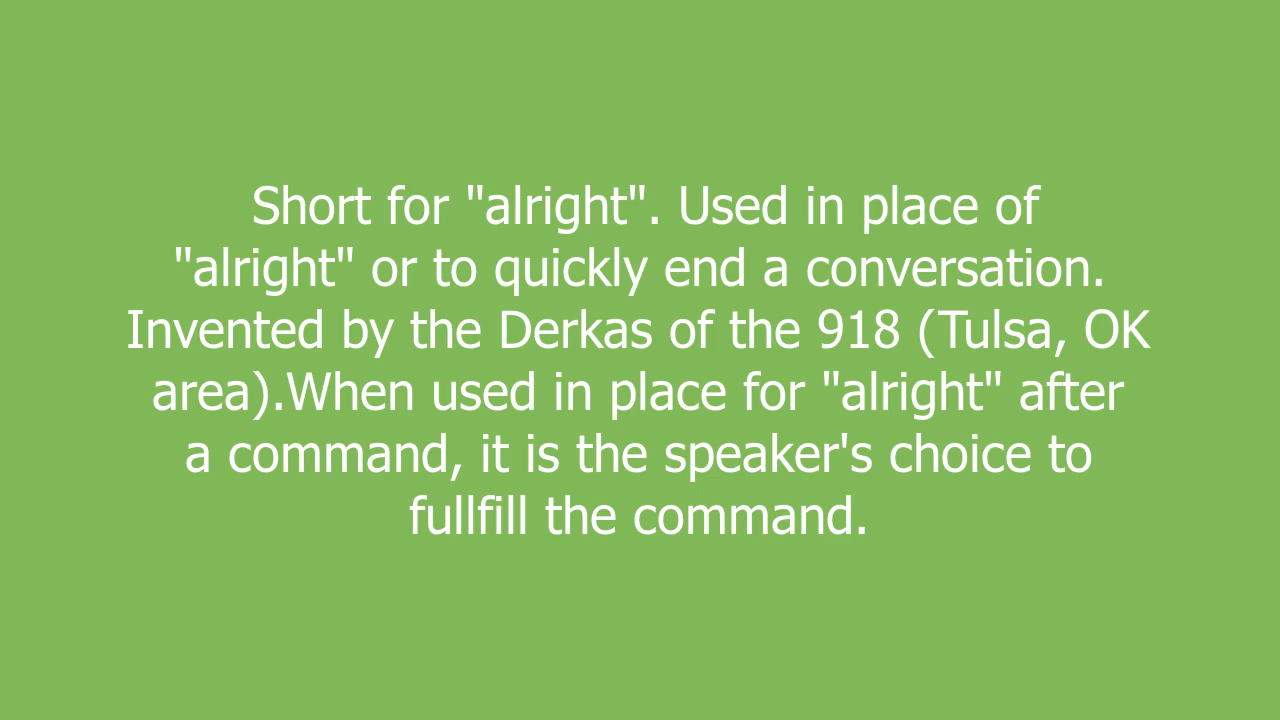 Short for "alright". Used in place of
"alright" or to quickly end a conversation.
Invented by the Derkas of the 918 (Tulsa, OK
area).When used in place for "alright" after
a command, it is the speaker's choice to
fullfill the command.